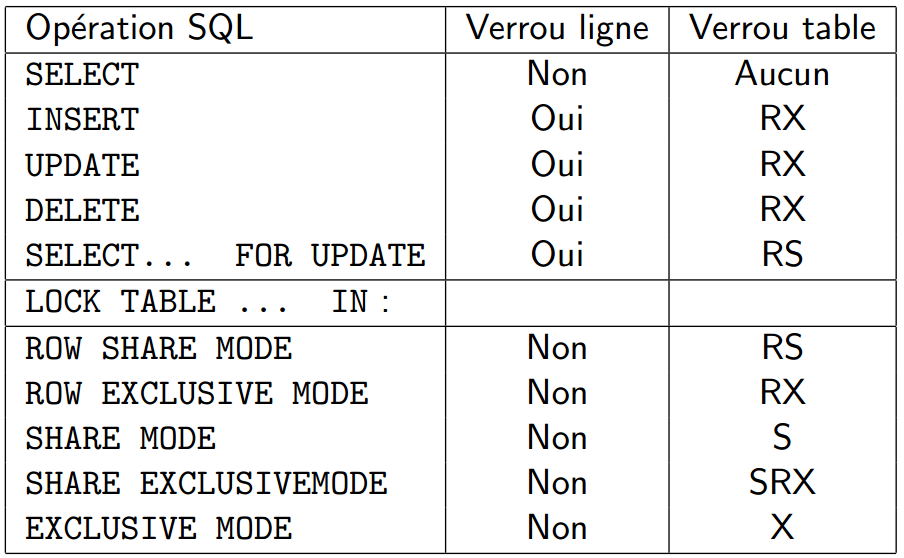 Opération SQL Verrou ligne Verrou table
SELECT Non Aucun
INSERT Oui RX
UPDATE Oui RX
DELETE Oui RX
SELECT... FOR UPDATE Oui RS
LOCK TABLE ... IN :
ROW SHARE MODE Non RS
ROW EXCLUSIVE MODE Non RX
SHARE MODE Non S
SHARE EXCLUSIVEMODE Non SRX
EXCLUSIVE MODE Non X